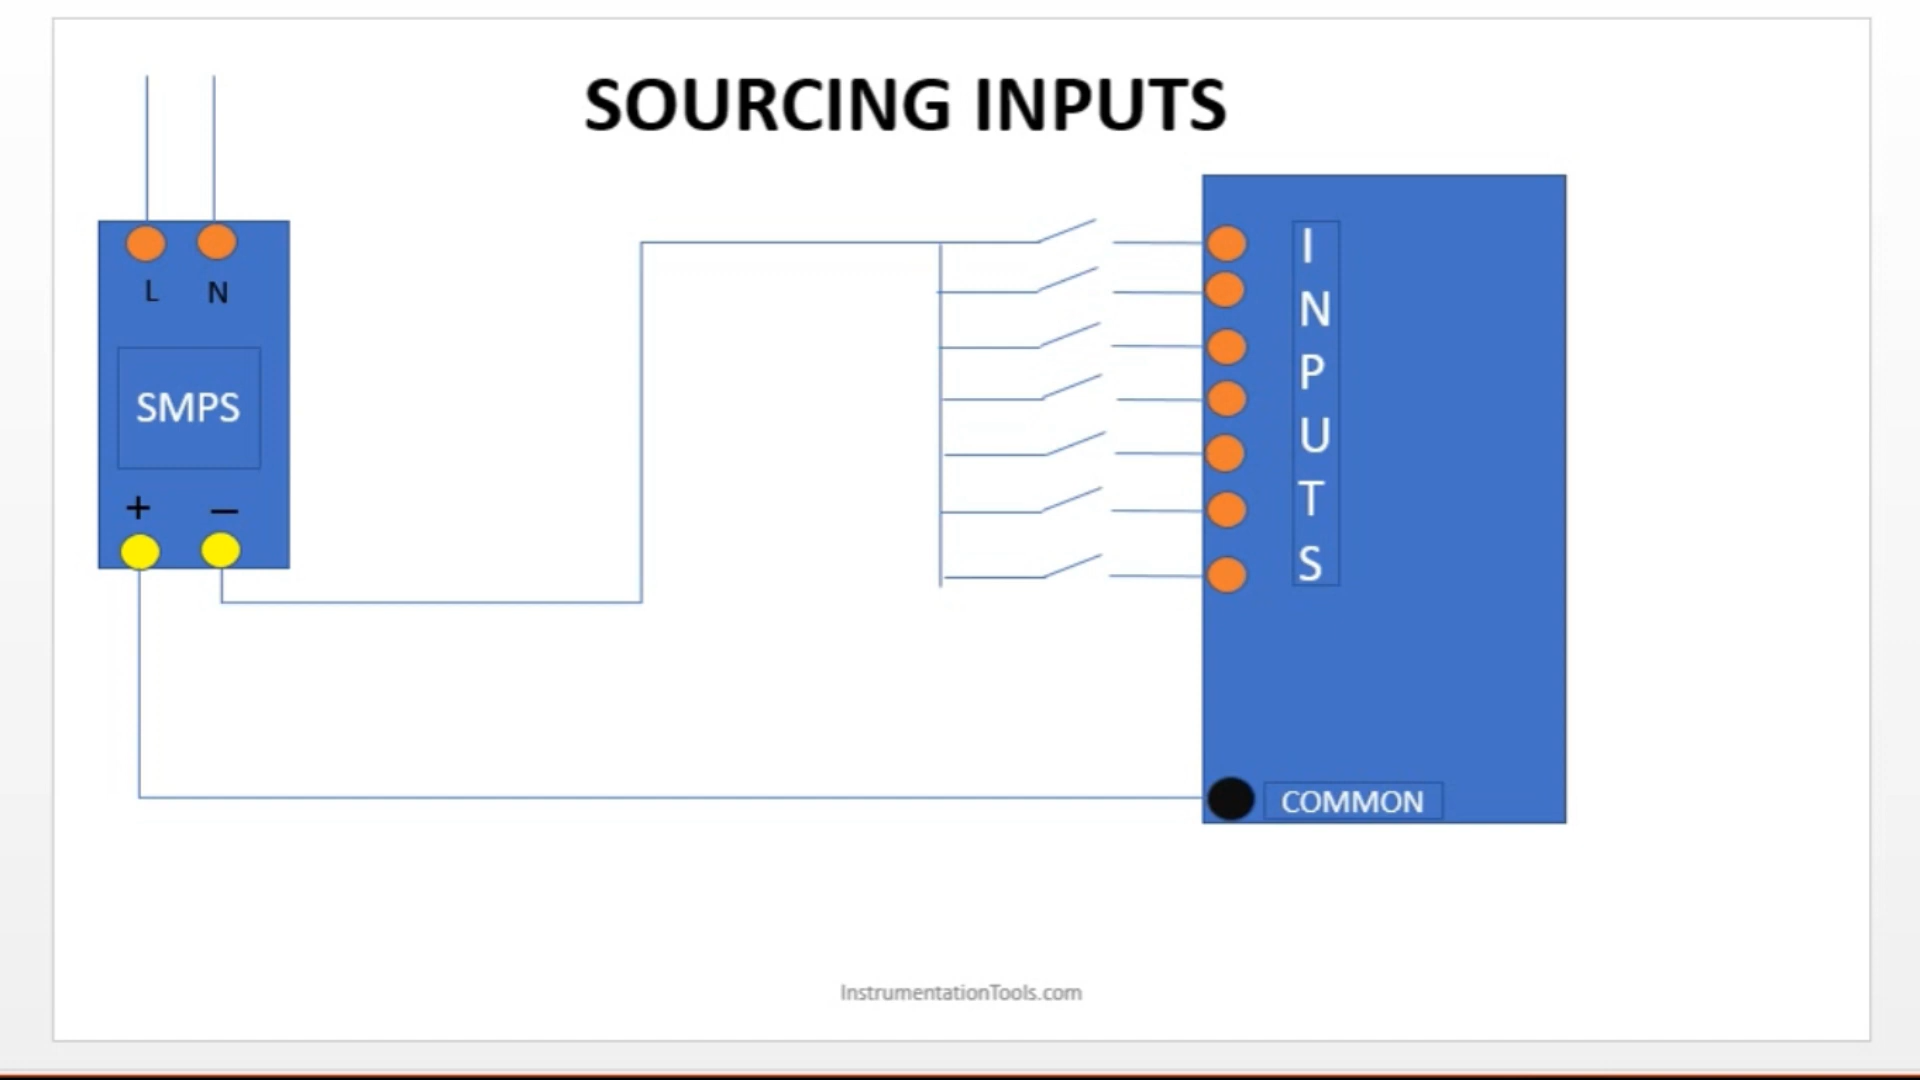 SOURCING INPUTS
L N
SMPS
+ –
I
N
P
U
T
S
COMMON
InstrumentationTools.com